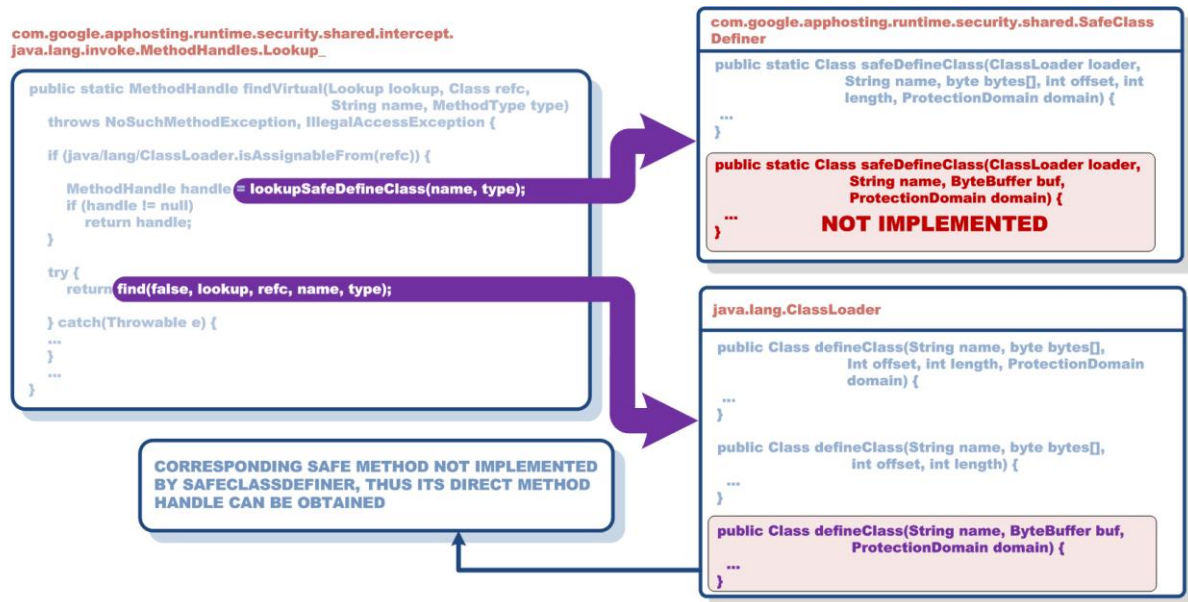 com.google.apphosting.runtime.security.shared.intercept.
java.lang.invoke.MethodHandles.Lookup_
public static MethodHandle findVirtual(Lookup lookup, Class refc,
String name, MethodType type)
throws NoSuchMethodException, IllegalAccessException {
if (java/lang/ClassLoader.isAssignableFrom(refc)) {
MethodHandle handle = lookupSafeDefineClass(name, type);
if (handle != null)
return handle;
}
try {
return find(false, lookup, refc, name, type);
} catch(Throwable e) {
...
}
...
}
com.google.apphosting.runtime.security.shared.SafeClass
Definer
public static Class safeDefineClass(ClassLoader loader,
String name, byte bytes[], int offset, int
length, ProtectionDomain domain) {
...
}
public static Class safeDefineClass(ClassLoader loader,
String name, ByteBuffer buf,
ProtectionDomain domain) {
... NOT IMPLEMENTED
}
java.lang.ClassLoader
public Class defineClass(String name, byte bytes[],
Int offset, int length, ProtectionDomain
domain) {
...
}
public Class defineClass(String name, byte bytes[],
int offset, int length) {
...
}
public Class defineClass(String name, ByteBuffer buf,
ProtectionDomain domain) {
...
}
CORRESPONDING SAFE METHOD NOT IMPLEMENTED
BY SAFECLASSDEFINER, THUS ITS DIRECT METHOD
HANDLE CAN BE OBTAINED